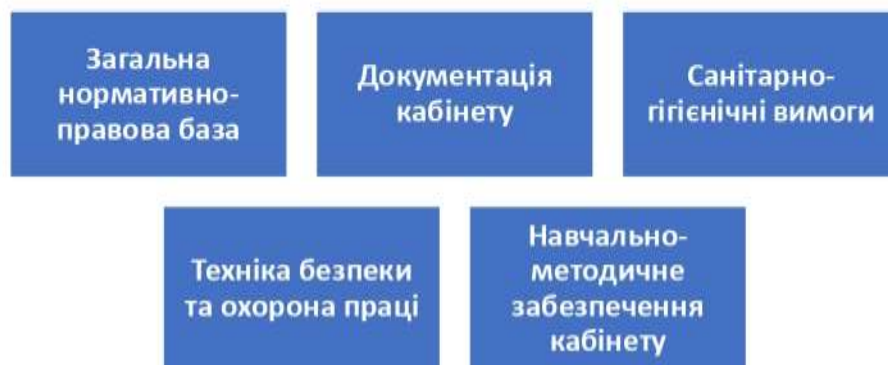 Загальна
нормативно-
правова база
Документація
кабінету
Санітарно-
гігієнічні вимоги
Техніка безпеки
та охорона праці
Навчально-
методичне
забезпечення
кабінету